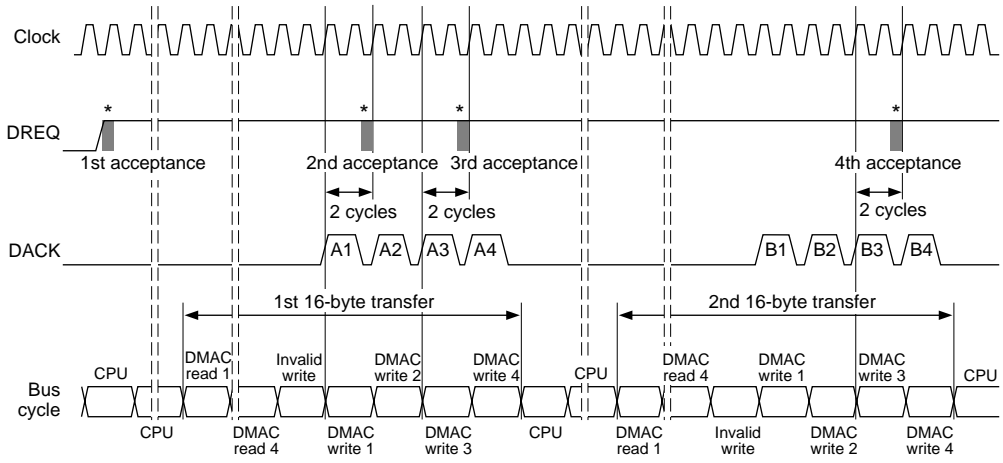 Clock
* * * *
DREQ
1st acceptance 2nd acceptance 3rd acceptance 4th acceptance
2 cycles 2 cycles 2 cycles
DACK A1 A2 A3 A4 B1 B2 B3 B4
1st 16-byte transfer 2nd 16-byte transfer
CPU DMAC read 1 Invalid write DMAC write 2 DMAC write 4 CPU DMAC read 4 DMAC write 1 DMAC write 3 CPU
Bus cycle
CPU DMAC read 4 DMAC write 1 DMAC write 3 CPU DMAC read 1 Invalid write DMAC write 2 DMAC write 4